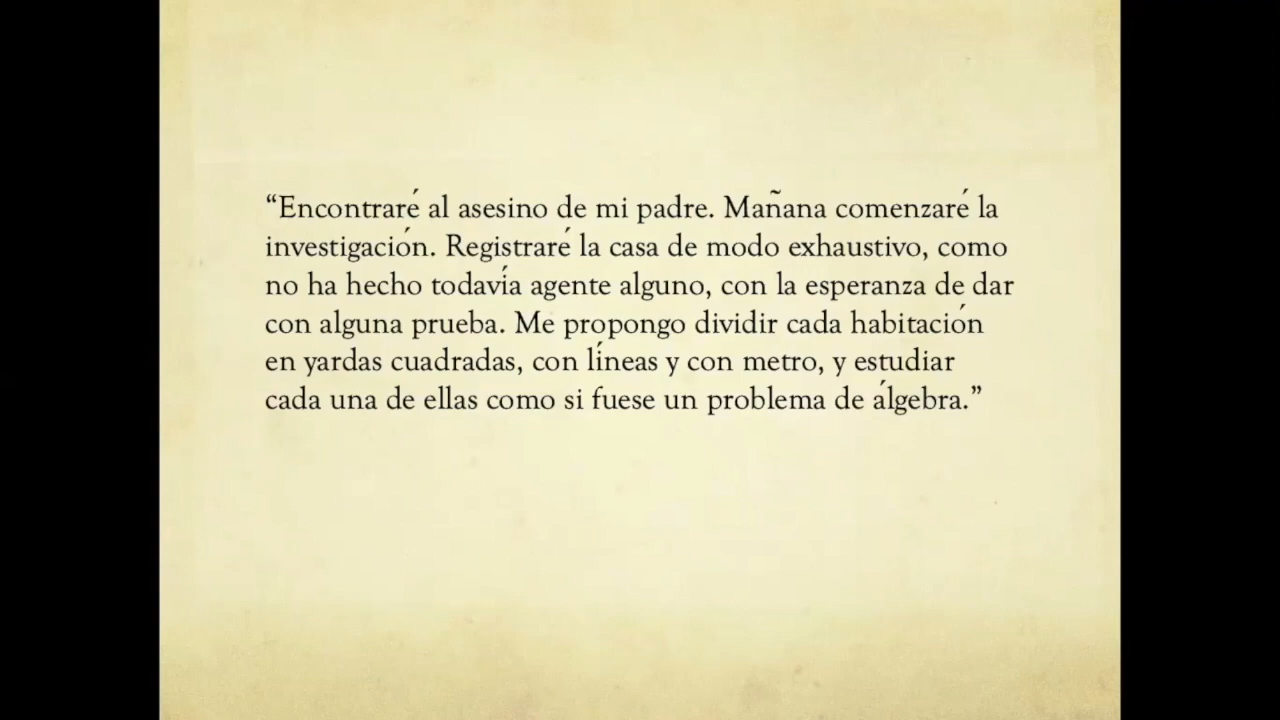 “Encontraré al asesino de mi padre. Mañana comenzaré la
investigación. Registraré la casa de modo exhaustivo, como
no ha hecho todavía agente alguno, con la esperanza de dar
con alguna prueba. Me propongo dividir cada habitación
en yardas cuadradas, con líneas y con metro, y estudiar
cada una de ellas como si fuese un problema de álgebra.”